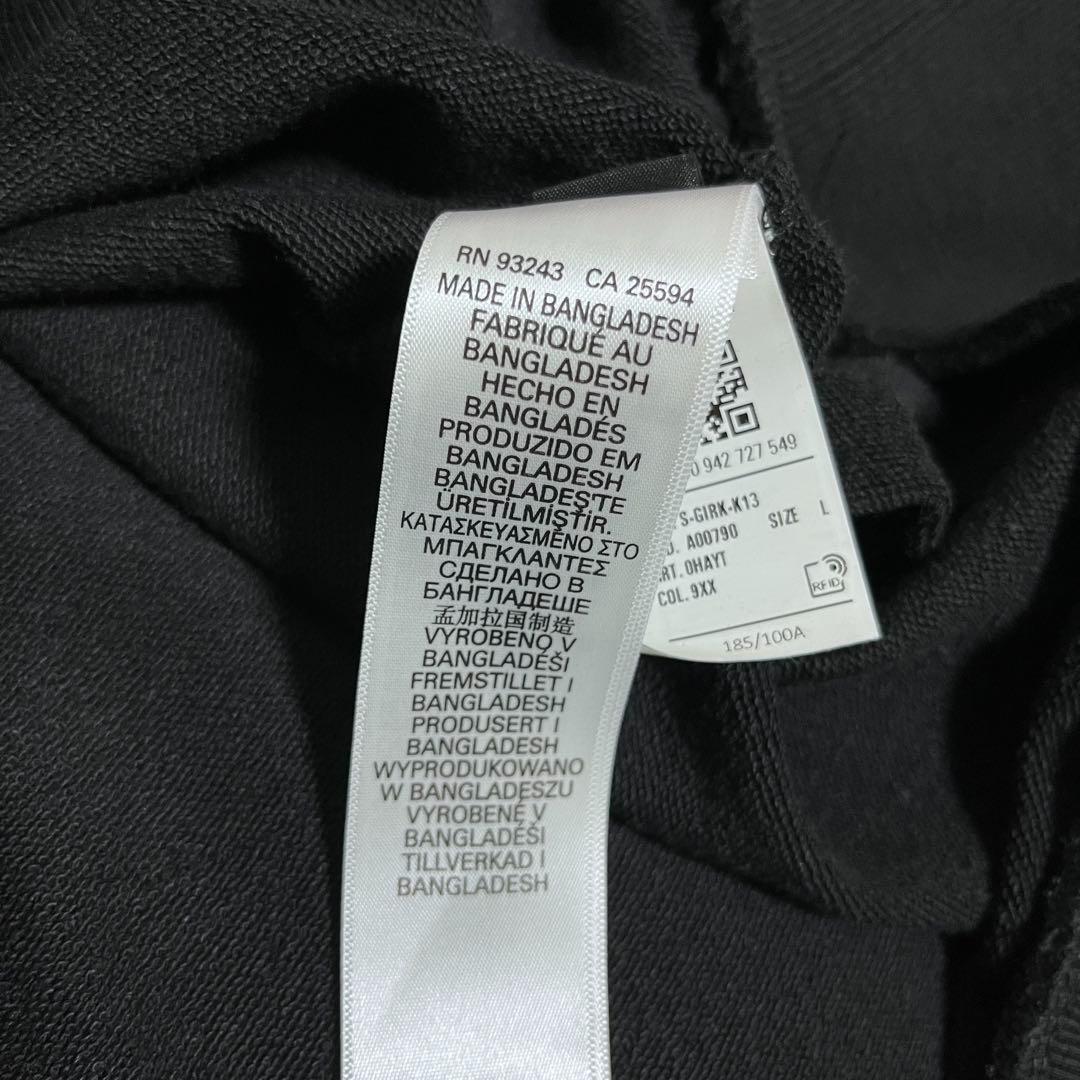 RN 93243 CA 25594
MADE IN BANGLADESH
FABRIQUÉ AU
BANGLADESH
HECHO EN
BANGLADÉS
PRODUZIDO EM
BANGLADESH
BANGLADEŞ'TE
ÜRETİLMİŞTİR.
ΚΑΤΑΣΚΕΥΑΣΜΕΝΟ ΣΤΟ
ΜΠΑΓΚΛΑΝΤΕΣ
СДЕЛАНО В
БАНГЛАДЕШЕ
孟加拉国制造
VYROBENO V
BANGLADÉŠI
FREMSTILLET I
BANGLADESH
PRODUSERT I
BANGLADESH
WYPRODUKOWANO
W BANGLADESZU
VYROBENÉ V
BANGLADÉŠI
TILLVERKAD I
BANGLADESH
942 727 549
S-GIRK-K13
A00790 SIZE L
RT.0HAYT
COL.9XX
RFID
185/100A